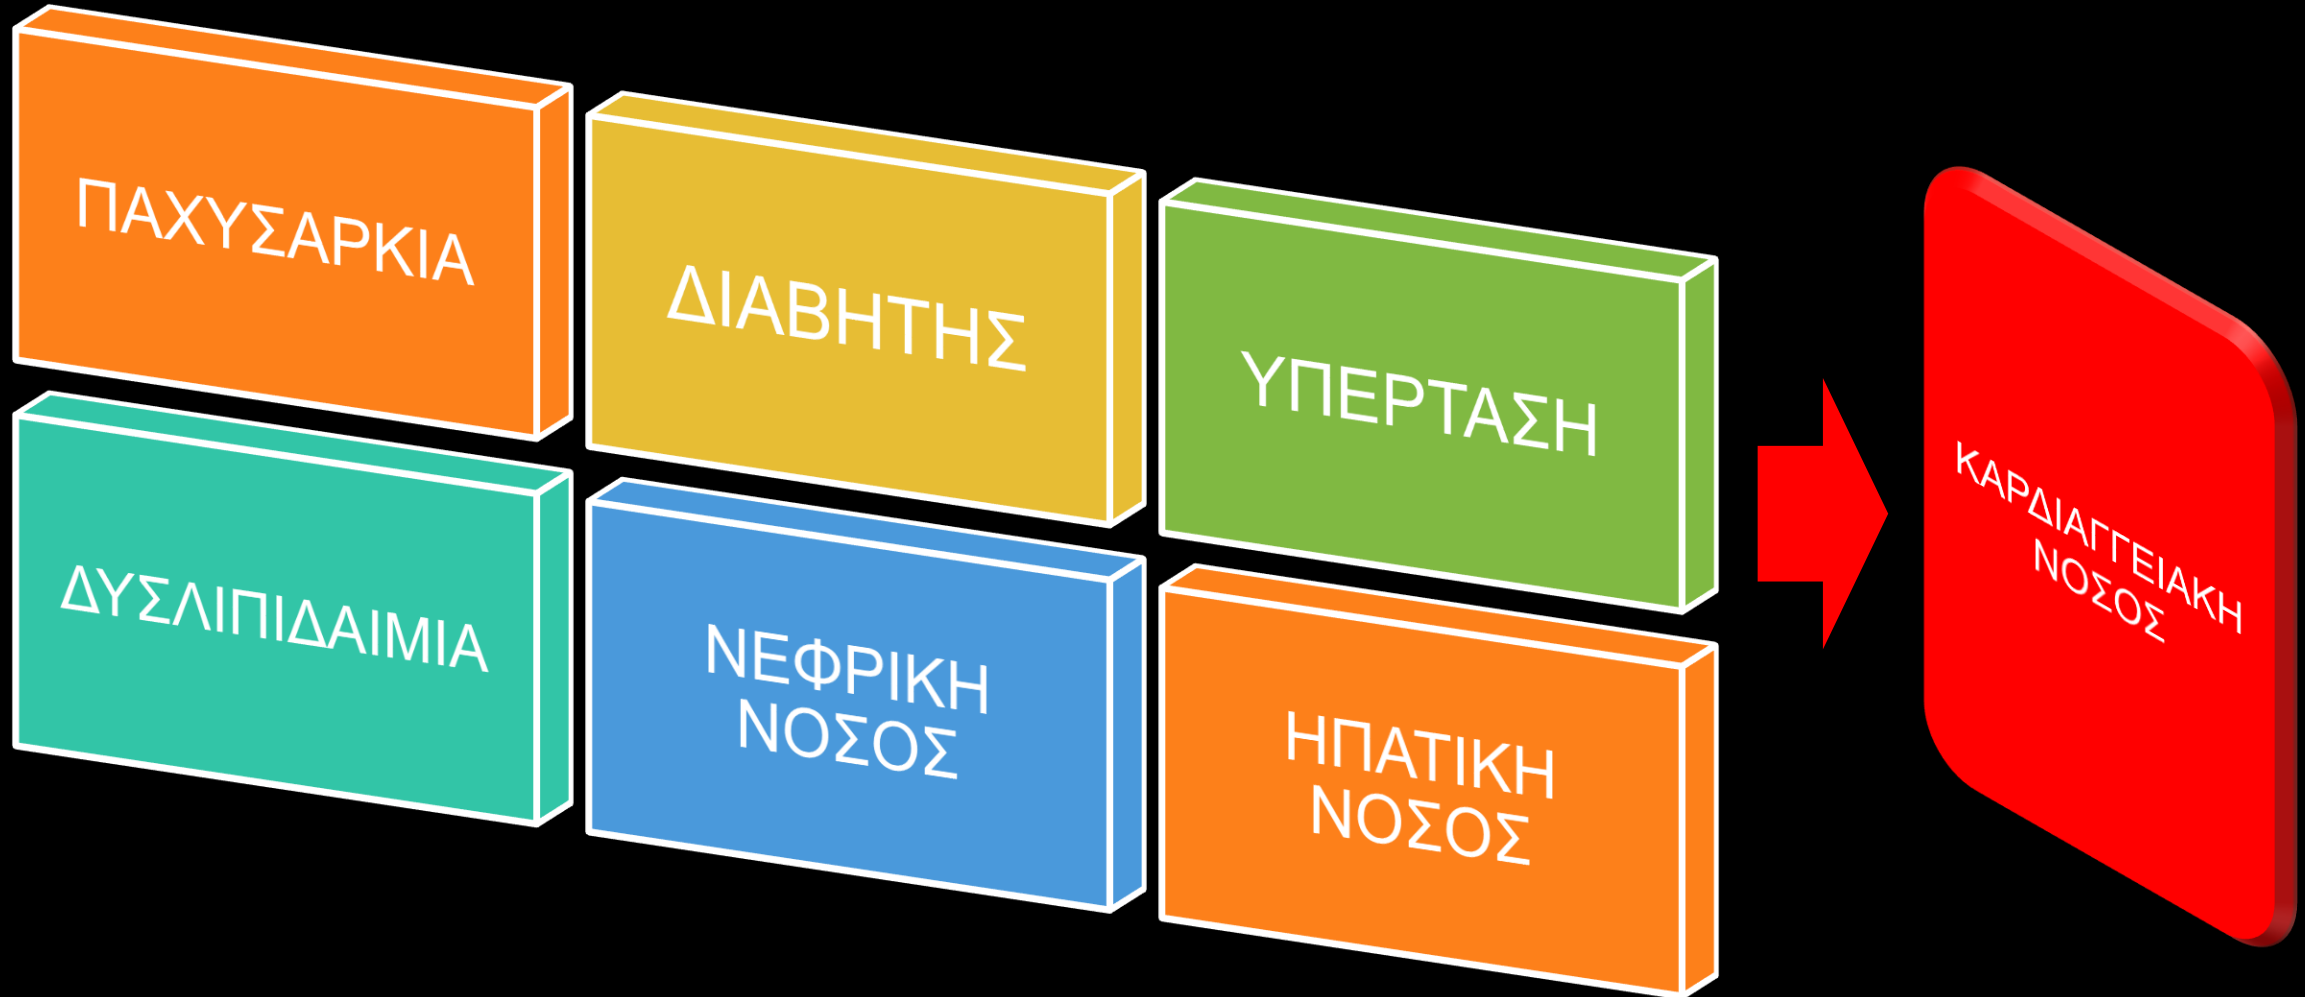 ΠΑΧΥΣΑΡΚΙΑ
ΔΙΑΒΗΤΗΣ
ΥΠΕΡΤΑΣΗ
ΔΥΣΛΙΠΙΔΑΙΜΙΑ
ΝΕΦΡΙΚΗ
ΝΟΣΟΣ
ΗΠΑΤΙΚΗ
ΝΟΣΟΣ
ΚΑΡΔΙΑΓΓΕΙΑΚΗ
ΝΟΣΟΣ